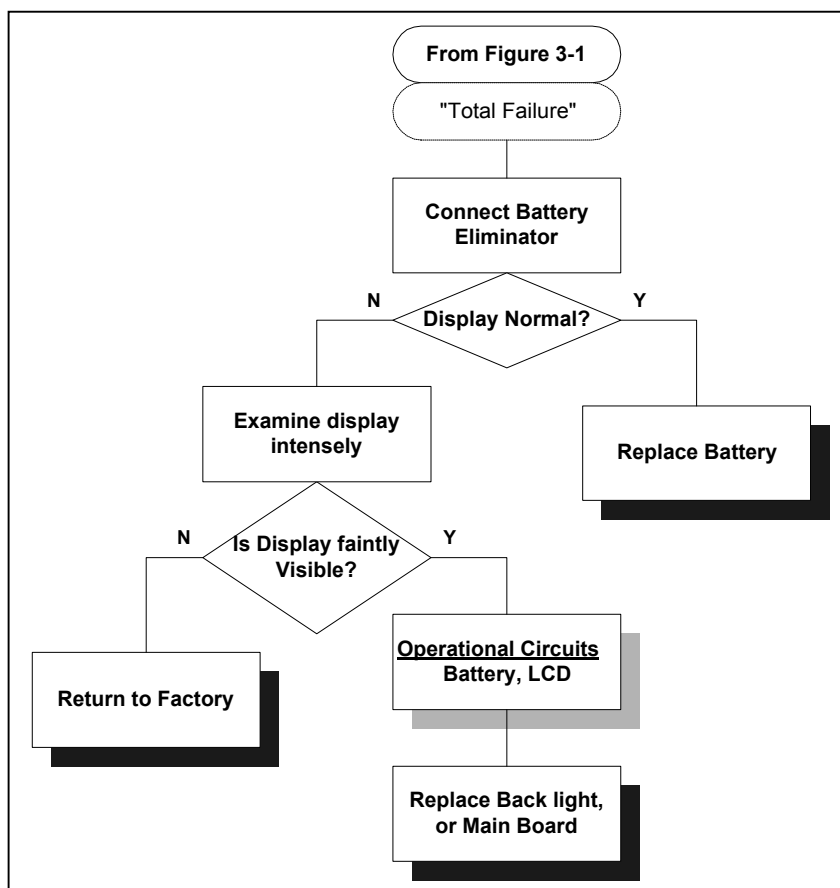 From Figure 3-1
"Total Failure"
Connect Battery
Eliminator
N
Y
Display Normal?
Examine display
intensely
Replace Battery
N
Y
Is Display faintly
Visible?
Operational Circuits
Battery, LCD
Return to Factory
Replace Back light,
or Main Board